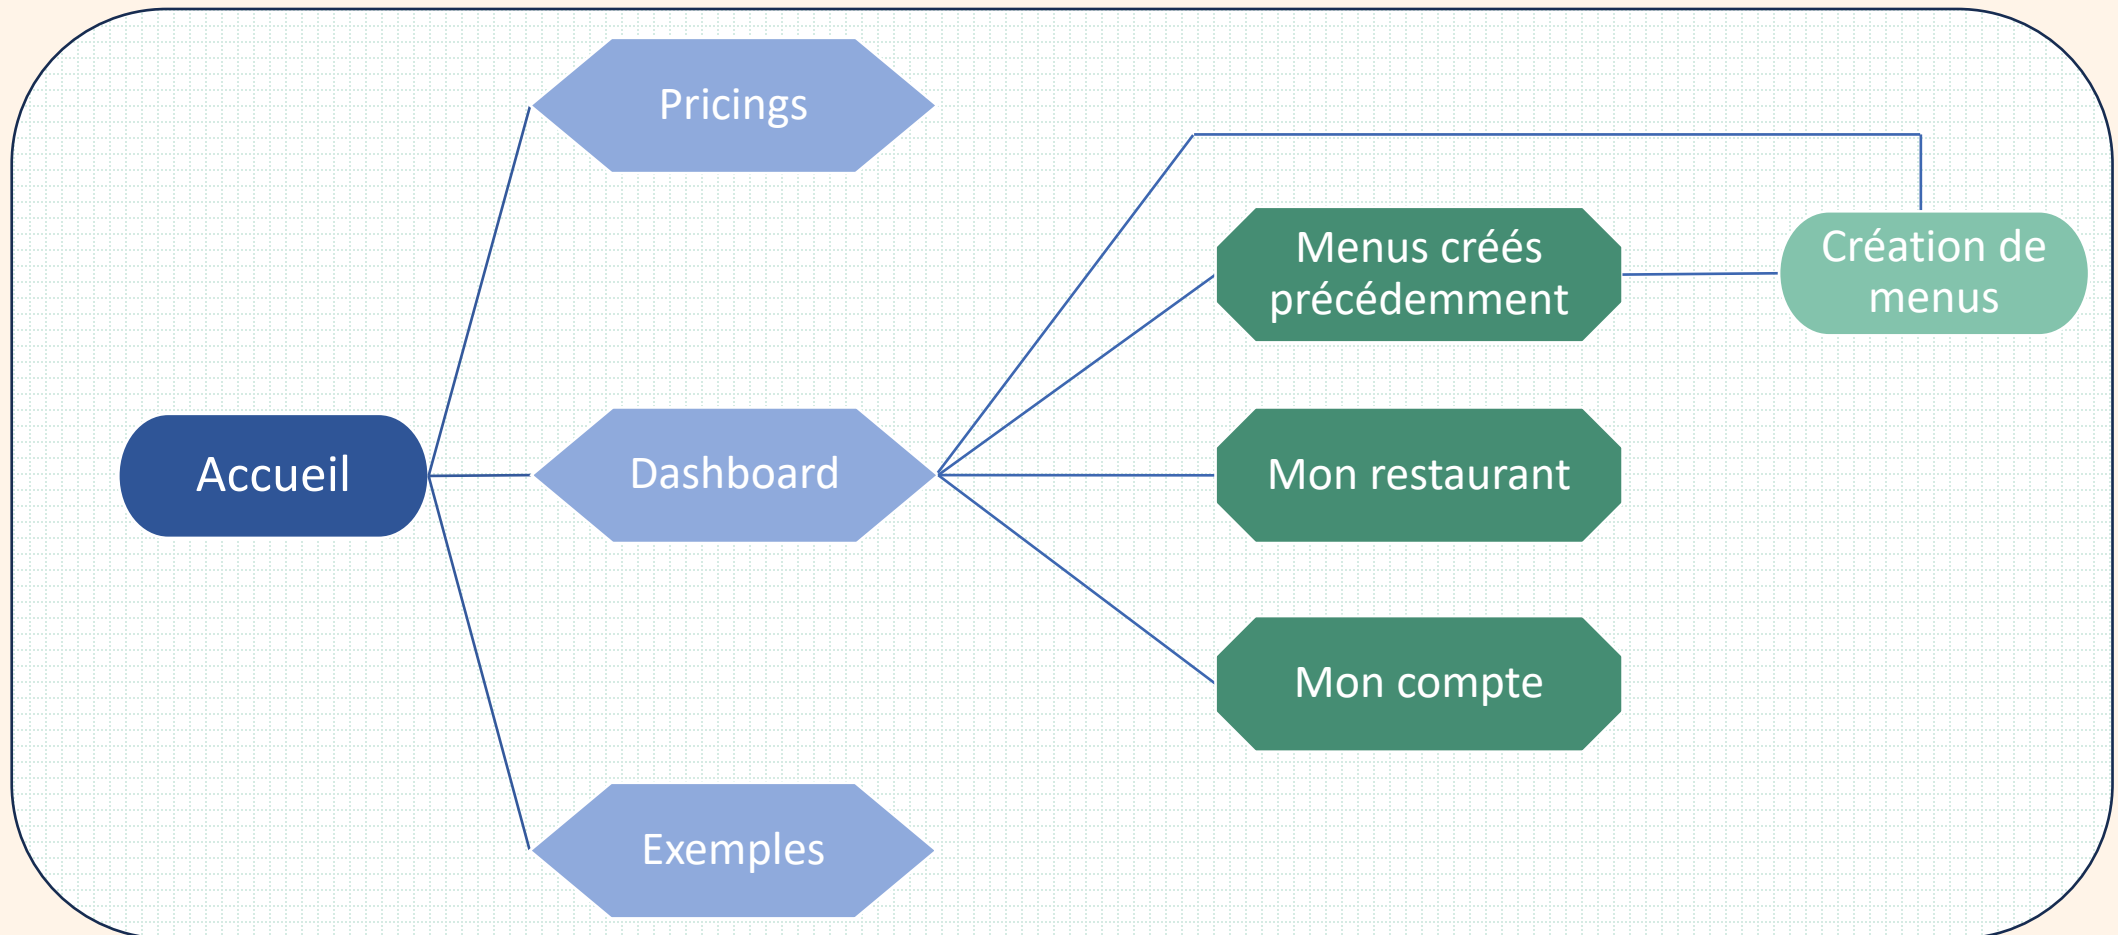 Pricings
Menus créés
précédemment
Création de
menus
Accueil
Dashboard
Mon restaurant
Mon compte
Exemples